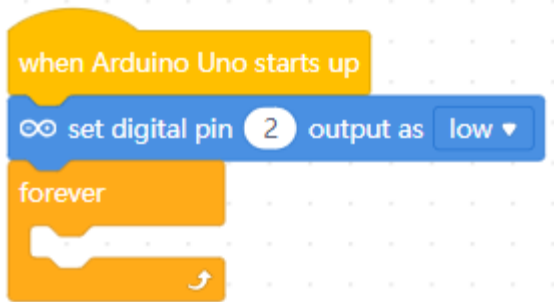 when Arduino Uno starts up
set digital pin 2 output as low
forever